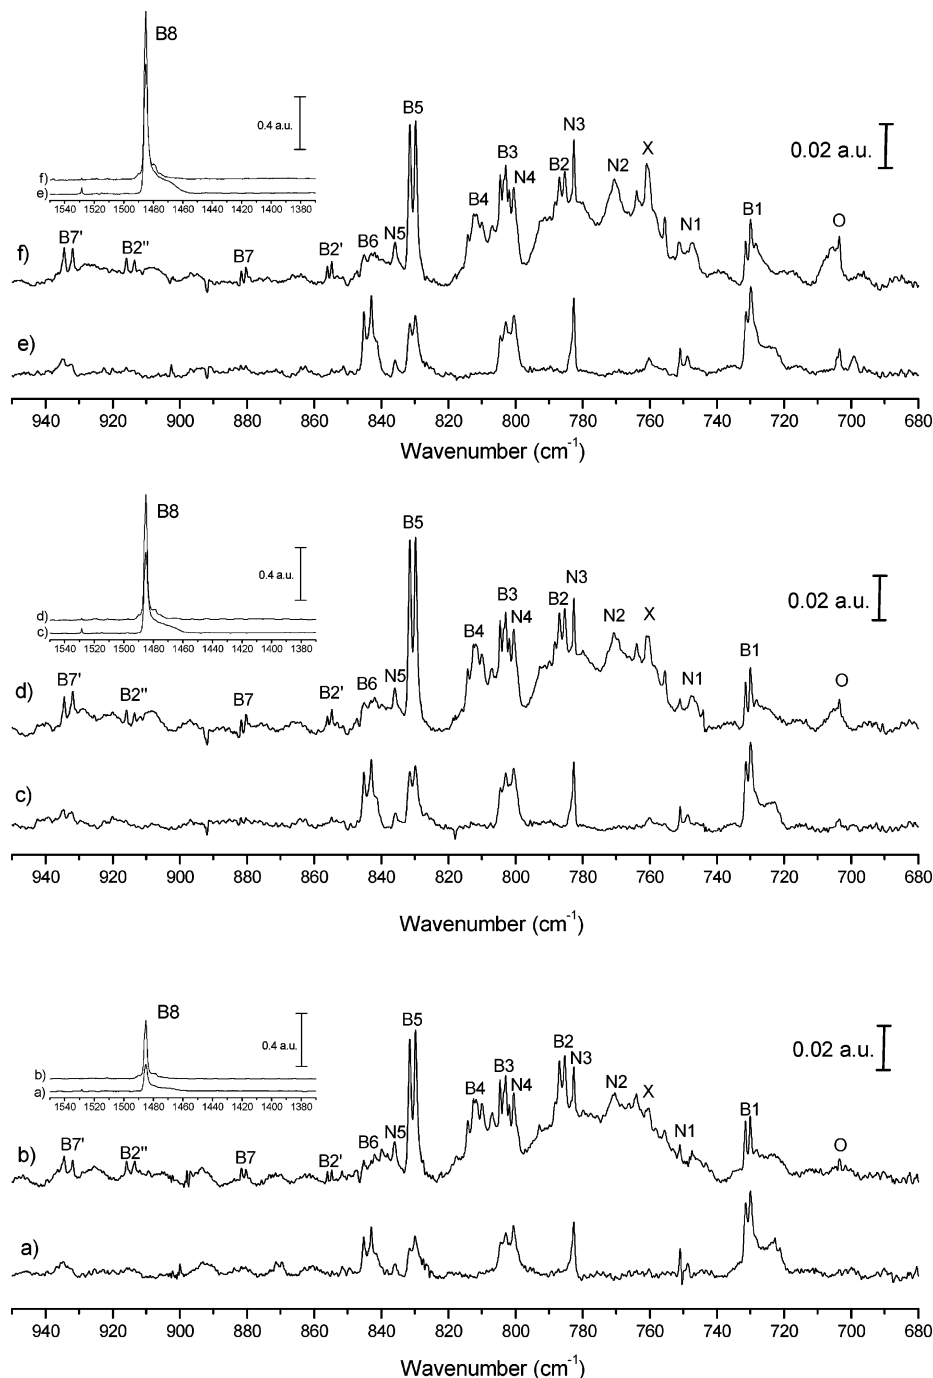 B8
0.4 a.u.
f)
e)
1540 1520 1500 1480 1460 1440 1420 1400 1380
B5
N3
X
0.02 a.u.
B3
B2
N2
N4
B4
N1
B1
O
B7' B2" B7 B2' B6 N5
f)
e)
940 920 900 880 860 840 820 800 780 760 740 720 700 680
Wavenumber (cm⁻¹)
B8
0.4 a.u.
d)
c)
1540 1520 1500 1480 1460 1440 1420 1400 1380
B5
N3
0.02 a.u.
B3
B2
N2
X
B4
N4
B1
B7' B2" B7 B2' B6 N5
N1
O
d)
c)
940 920 900 880 860 840 820 800 780 760 740 720 700 680
Wavenumber (cm⁻¹)
B8
0.4 a.u.
b)
a)
1540 1520 1500 1480 1460 1440 1420 1400 1380
B5
B2
N3
0.02 a.u.
B3
N2
X
B4
N4
B1
B7' B2" B7 B2' B6 N5
N1
O
b)
a)
940 920 900 880 860 840 820 800 780 760 740 720 700 680
Wavenumber (cm⁻¹)